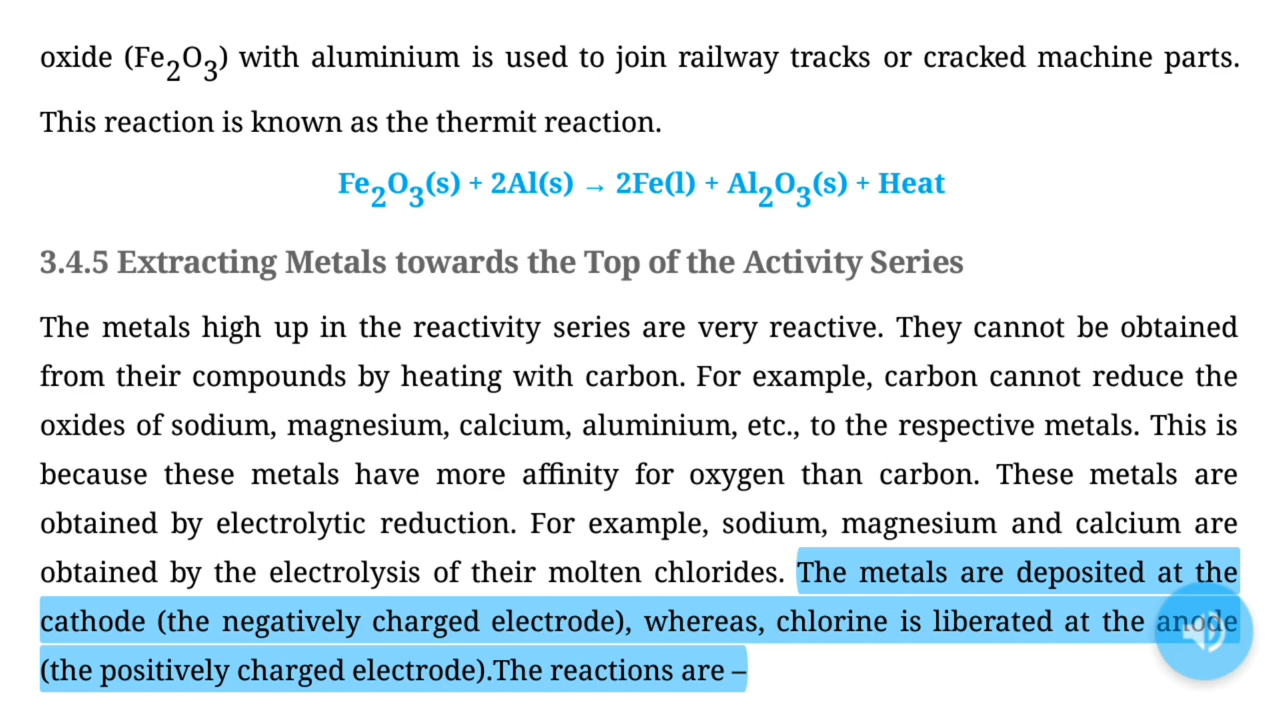 oxide (Fe₂O₃) with aluminium is used to join railway tracks or cracked machine parts.
This reaction is known as the thermit reaction.
Fe₂O₃(s) + 2Al(s) → 2Fe(l) + Al₂O₃(s) + Heat
3.4.5 Extracting Metals towards the Top of the Activity Series
The metals high up in the reactivity series are very reactive. They cannot be obtained
from their compounds by heating with carbon. For example, carbon cannot reduce the
oxides of sodium, magnesium, calcium, aluminium, etc., to the respective metals. This is
because these metals have more affinity for oxygen than carbon. These metals are
obtained by electrolytic reduction. For example, sodium, magnesium and calcium are
obtained by the electrolysis of their molten chlorides. The metals are deposited at the
cathode (the negatively charged electrode), whereas, chlorine is liberated at the anode
(the positively charged electrode).The reactions are –